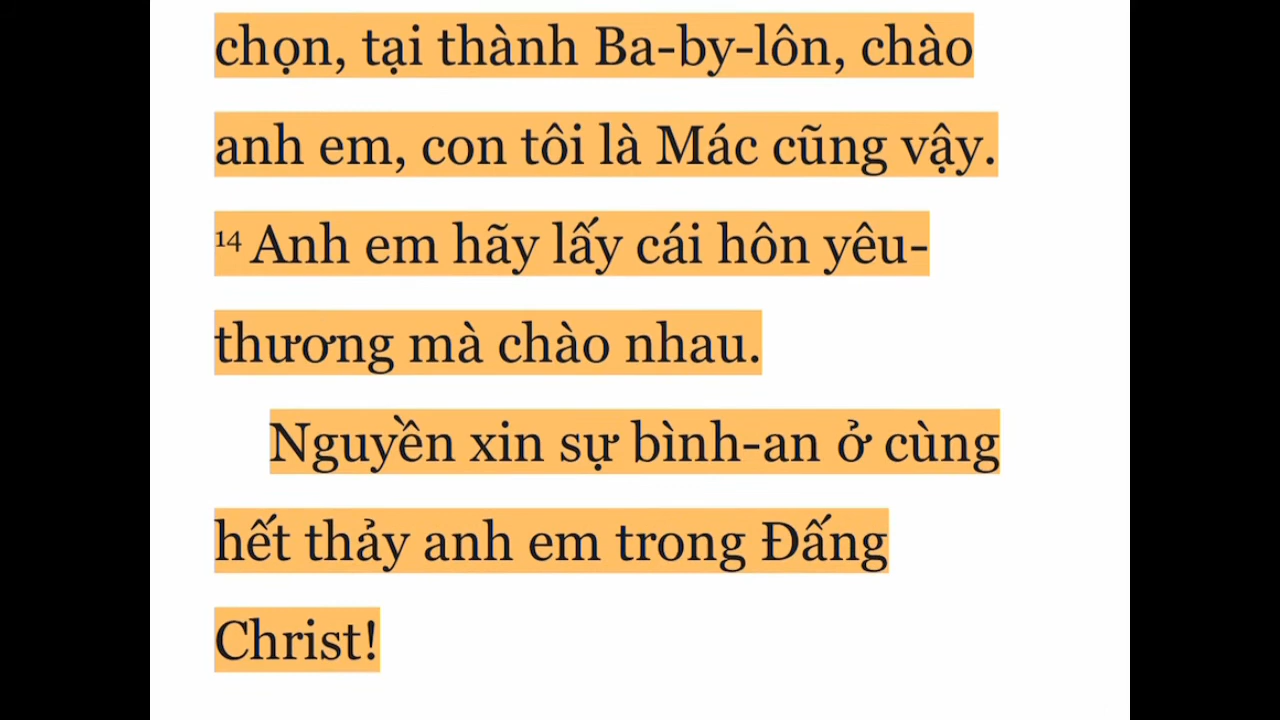 chọn, tại thành Ba-by-lôn, chào
anh em, con tôi là Mác cũng vậy.
14 Anh em hãy lấy cái hôn yêu-
thương mà chào nhau.
Nguyền xin sự bình-an ở cùng
hết thảy anh em trong Đấng
Christ!